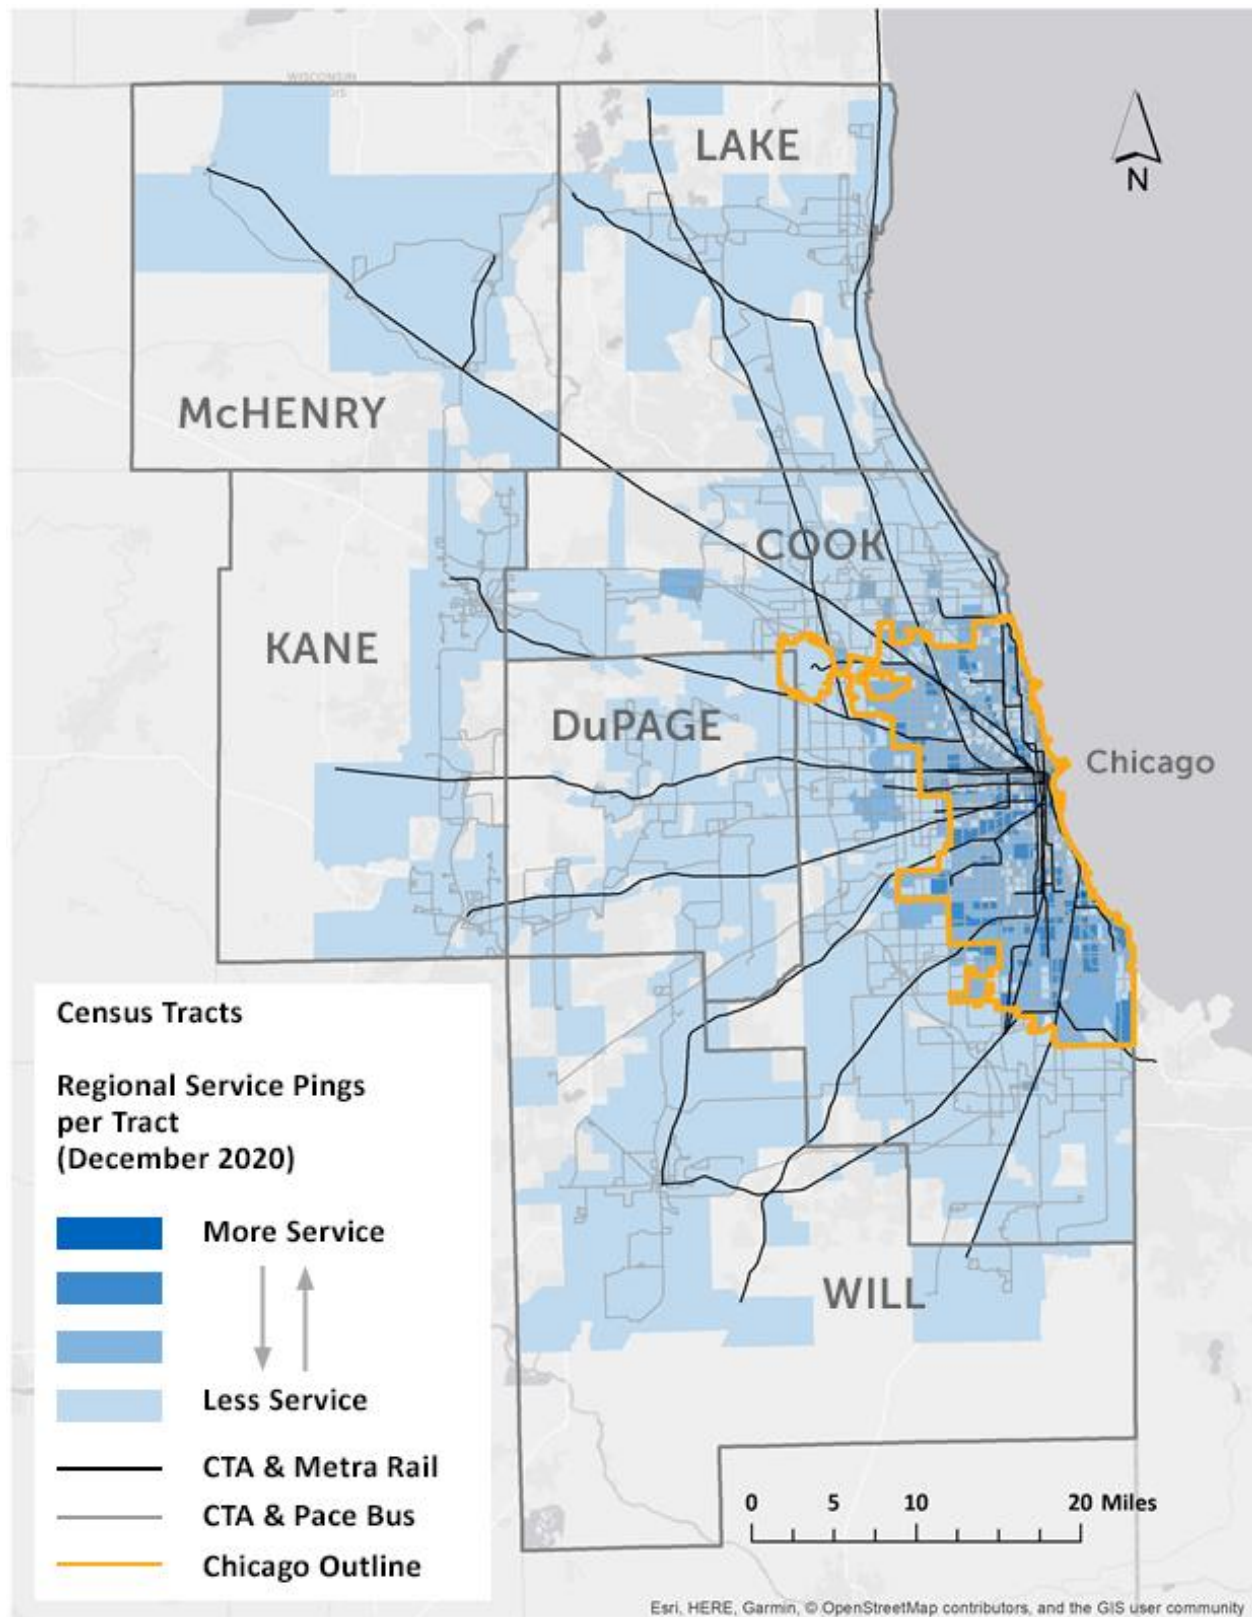 WISCONSIN
LAKE
N
McHENRY
COOK
KANE
DuPAGE
Chicago
WILL
Census Tracts
Regional Service Pings
per Tract
(December 2020)
More Service
Less Service
CTA & Metra Rail
CTA & Pace Bus
Chicago Outline
0 5 10 20 Miles
Esri, HERE, Garmin, © OpenStreetMap contributors, and the GIS user community